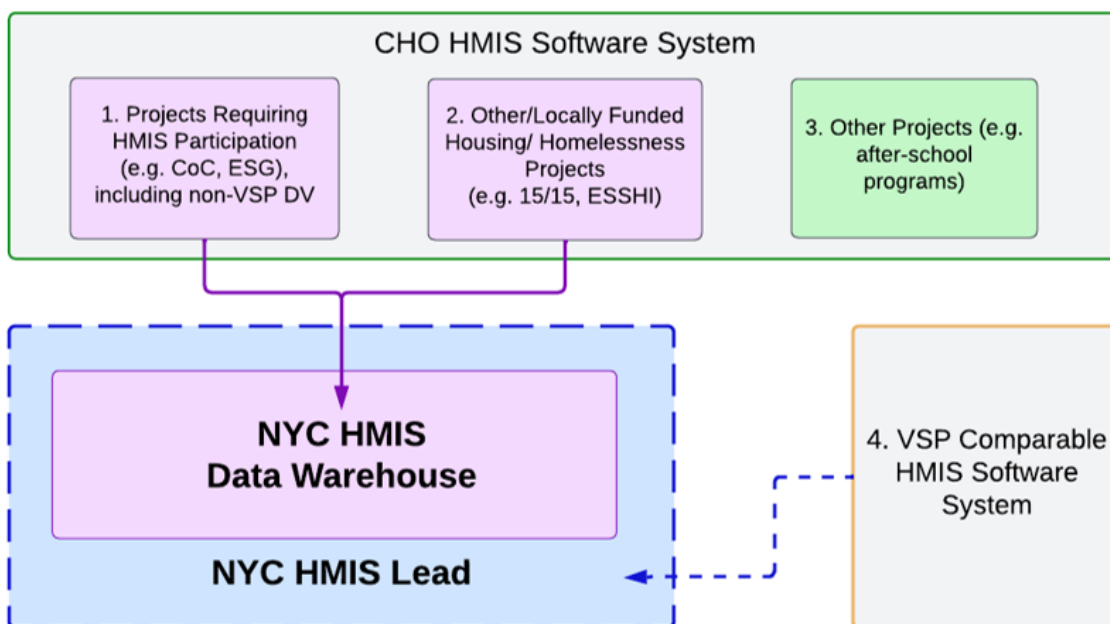 CHO HMIS Software System
1. Projects Requiring
HMIS Participation
(e.g. CoC, ESG),
including non-VSP DV
2. Other/Locally Funded
Housing/ Homelessness
Projects
(e.g. 15/15, ESSHI)
3. Other Projects (e.g.
after-school
programs)
NYC HMIS
Data Warehouse
NYC HMIS Lead
4. VSP Comparable
HMIS Software
System